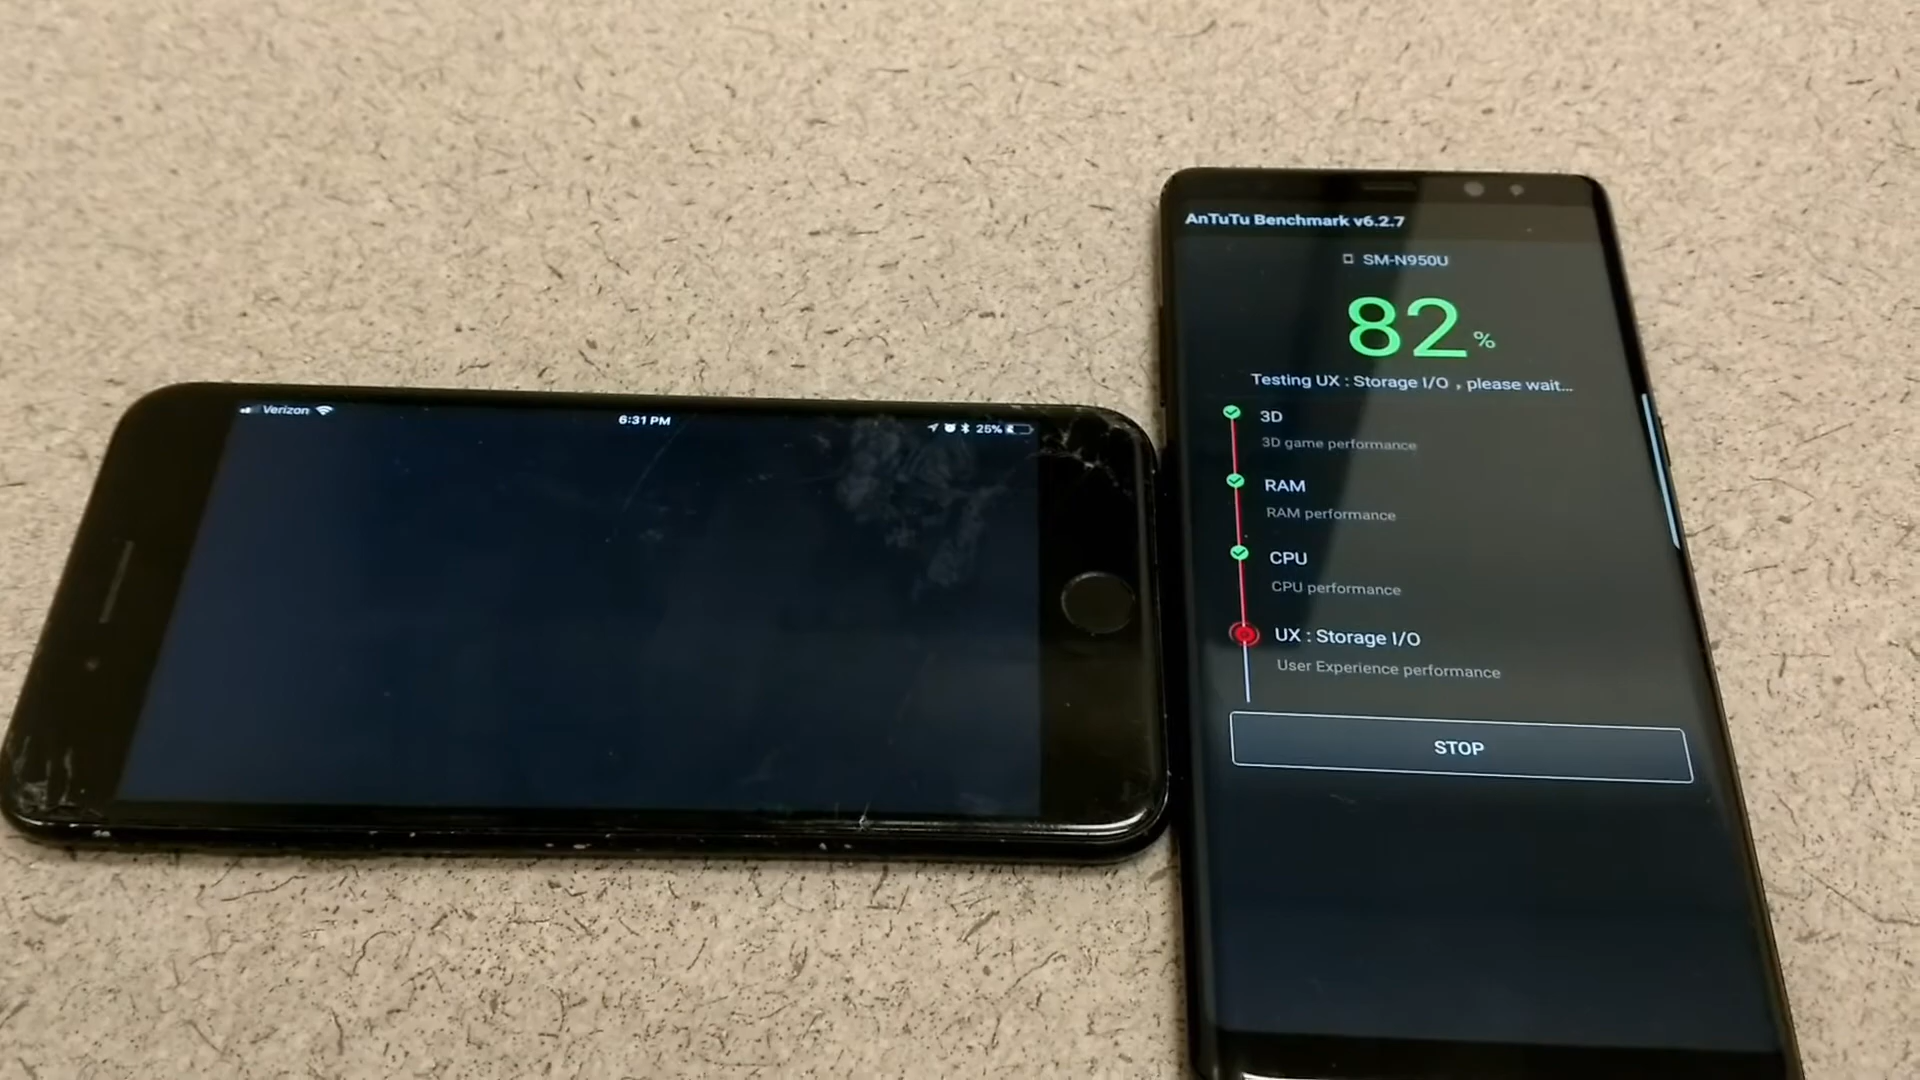 Verizon
6:31 PM
25%
AnTuTu Benchmark v6.2.7
SM-N950U
82%
Testing UX : Storage I/O , please wait...
3D
3D game performance
RAM
RAM performance
CPU
CPU performance
UX : Storage I/O
User Experience performance
STOP